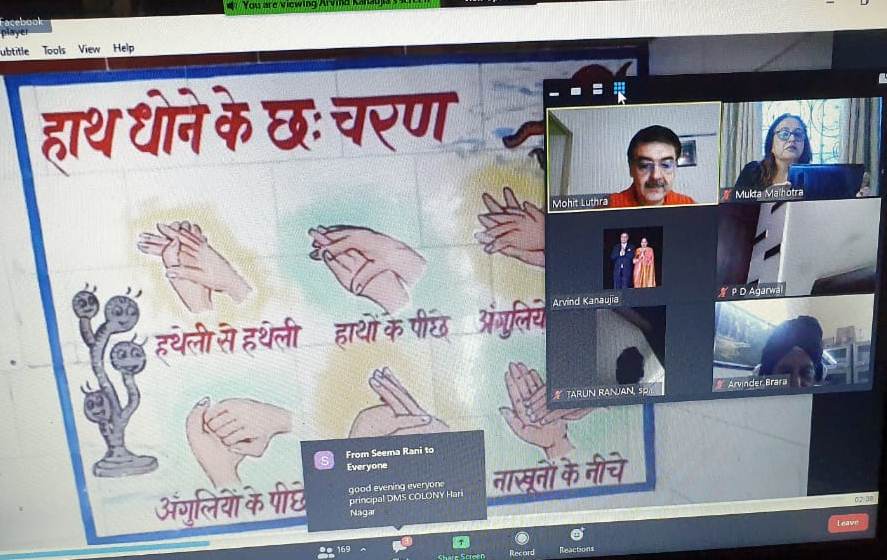 You are viewing Arvind Kanaujia's screen
Facebook
player
ubtitle Tools View Help
हाथ धोने के छः चरण
हथेली से हथेली
हाथों के पीछे
अंगुलियो
अंगुलियो के पीछे
नाखूनो के नीचे
Mohit Luthra
Mukta Malhotra
Arvind Kanaujia
P D Agarwal
TARUN RANJAN, spv
Arvinder Brara
S
From Seema Rani to
Everyone
good evening everyone
principal DMS COLONY Hari
Nagar
02:08
169
Share Screen
Record
Reactions
Leave